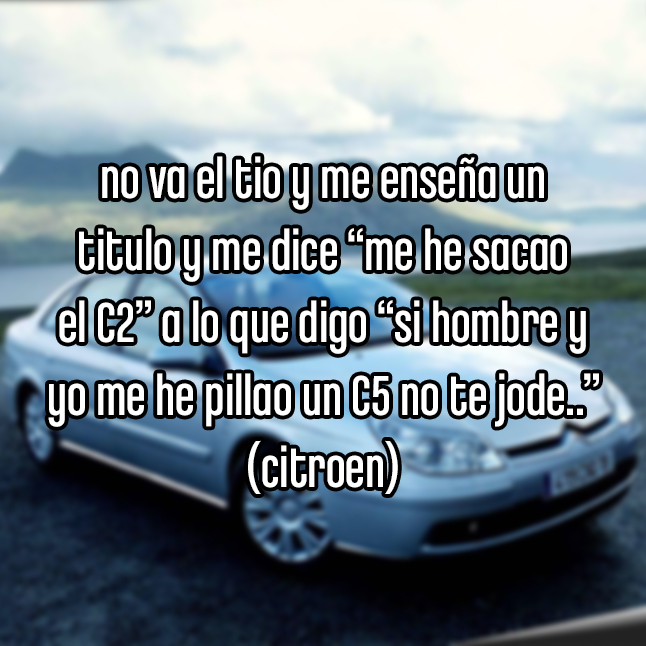 no va el tio y me enseña un
titulo y me dice “me he sacao
el C2” a lo que digo “si hombre y
yo me he pillao un C5 no te jode..”
(citroen)